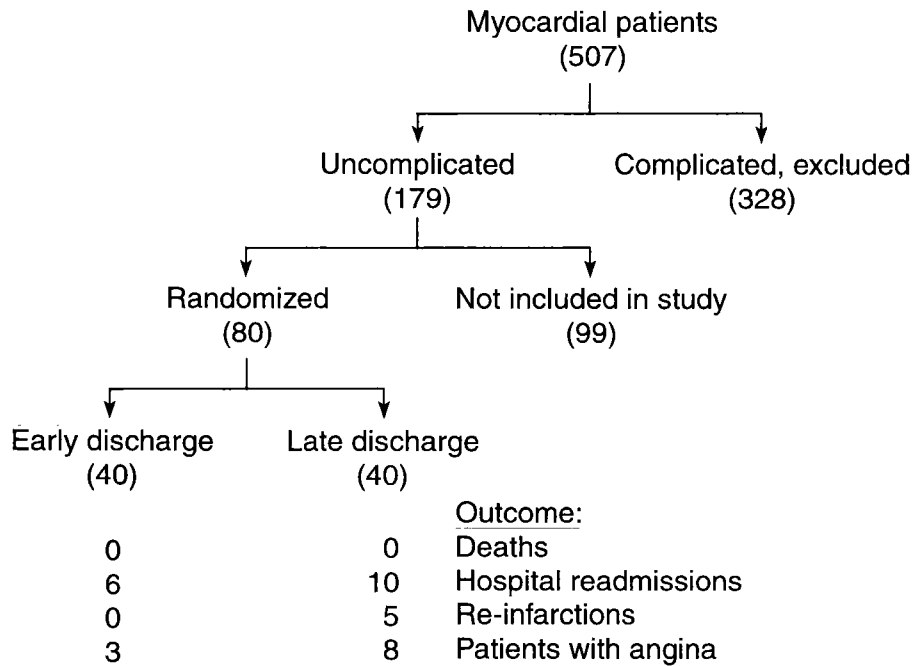 Myocardial patients
(507)
Uncomplicated Complicated, excluded
(179) (328)
Randomized Not included in study
(80) (99)
Early discharge Late discharge
(40) (40)
Outcome:
0 0 Deaths
6 10 Hospital readmissions
0 5 Re-infarctions
3 8 Patients with angina